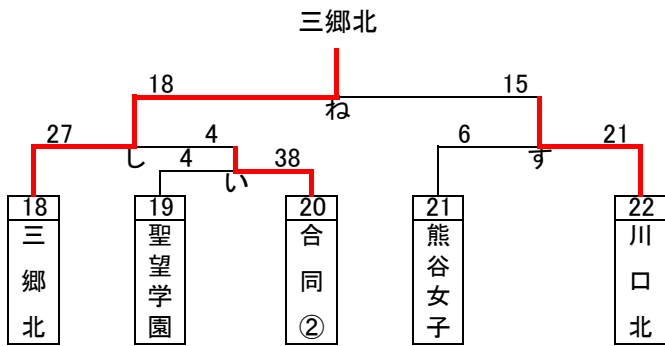 三郷北
18 15
ね
27 4 6 21
し す
4 38
い
18 19 20 21 22
三郷北
聖望学園
合同②
熊谷女子
川口北